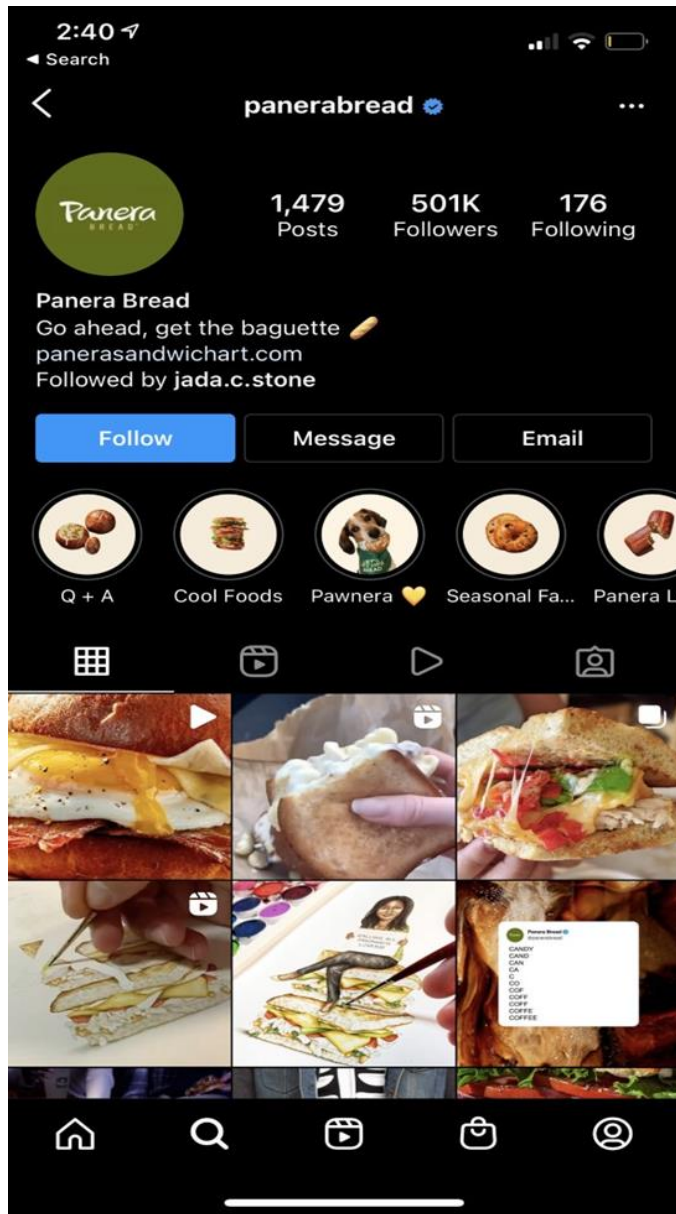 2:40
◄ Search
panerabread
...
Panera
BREAD
1,479
Posts
501K
Followers
176
Following
Panera Bread
Go ahead, get the baguette 🥖
panerasandwichart.com
Followed by jada.c.stone
Follow
Message
Email
Q + A
Cool Foods
Pawnera 💛
Seasonal Fa...
Panera L
Panera Bread
CANDY
CAND
CAN
CA
C
CO
COF
COFF
COFF
COFFE
COFFEE